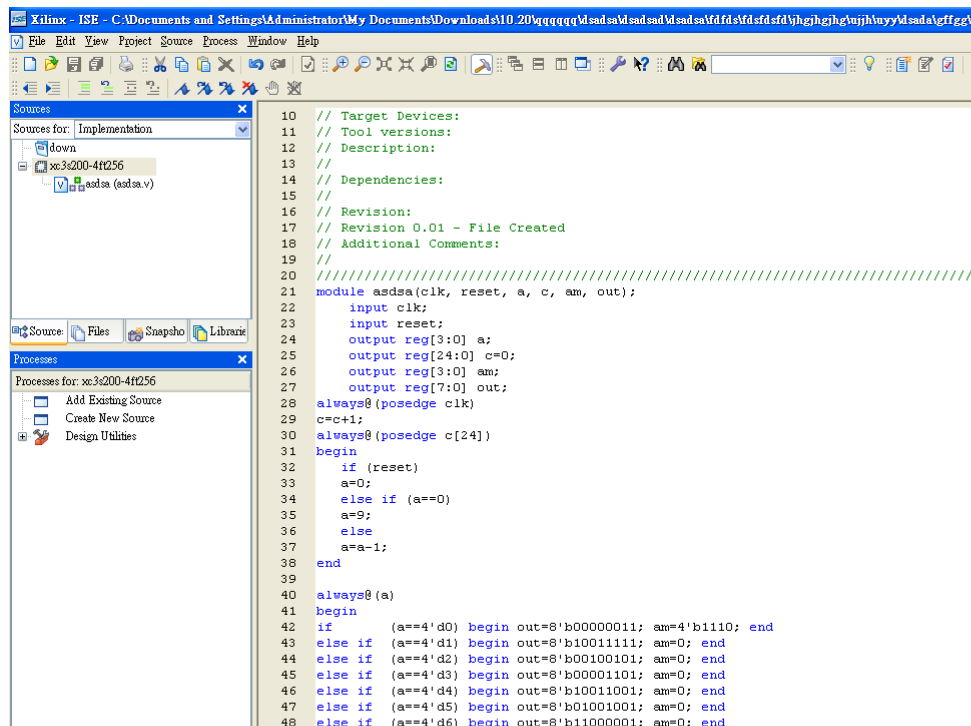 Xilinx - ISE - C:\Documents and Settings\Administrator\My Documents\Downloads\10.20\qqqqqq\dsadsa\dsadsad\dsadsa\fdfds\fdsfdsfd\jhgjhgjhg\ujjh\uyy\dsada\gffgg\
File Edit View Project Source Process Window Help
Sources
Sources for: Implementation
down
xc3s200-4ft256
asdsa (asdsa.v)
Source: Files Snapsho Librarie
Processes
Processes for: xc3s200-4ft256
Add Existing Source
Create New Source
Design Utilities
10 // Target Devices:
11 // Tool versions:
12 // Description:
13 //
14 // Dependencies:
15 //
16 // Revision:
17 // Revision 0.01 - File Created
18 // Additional Comments:
19 //
20 //////////////////////////////////////////////////////////////////////////////////
21 module asdsa(clk, reset, a, c, am, out);
22 input clk;
23 input reset;
24 output reg[3:0] a;
25 output reg[24:0] c=0;
26 output reg[3:0] am;
27 output reg[7:0] out;
28 always@(posedge clk)
29 c=c+1;
30 always@(posedge c[24])
31 begin
32 if (reset)
33 a=0;
34 else if (a==0)
35 a=9;
36 else
37 a=a-1;
38 end
39
40 always@(a)
41 begin
42 if (a==4'd0) begin out=8'b00000011; am=4'b1110; end
43 else if (a==4'd1) begin out=8'b10011111; am=0; end
44 else if (a==4'd2) begin out=8'b00100101; am=0; end
45 else if (a==4'd3) begin out=8'b00001101; am=0; end
46 else if (a==4'd4) begin out=8'b10011001; am=0; end
47 else if (a==4'd5) begin out=8'b01001001; am=0; end
48 else if (a==4'd6) begin out=8'b11000001; am=0; end